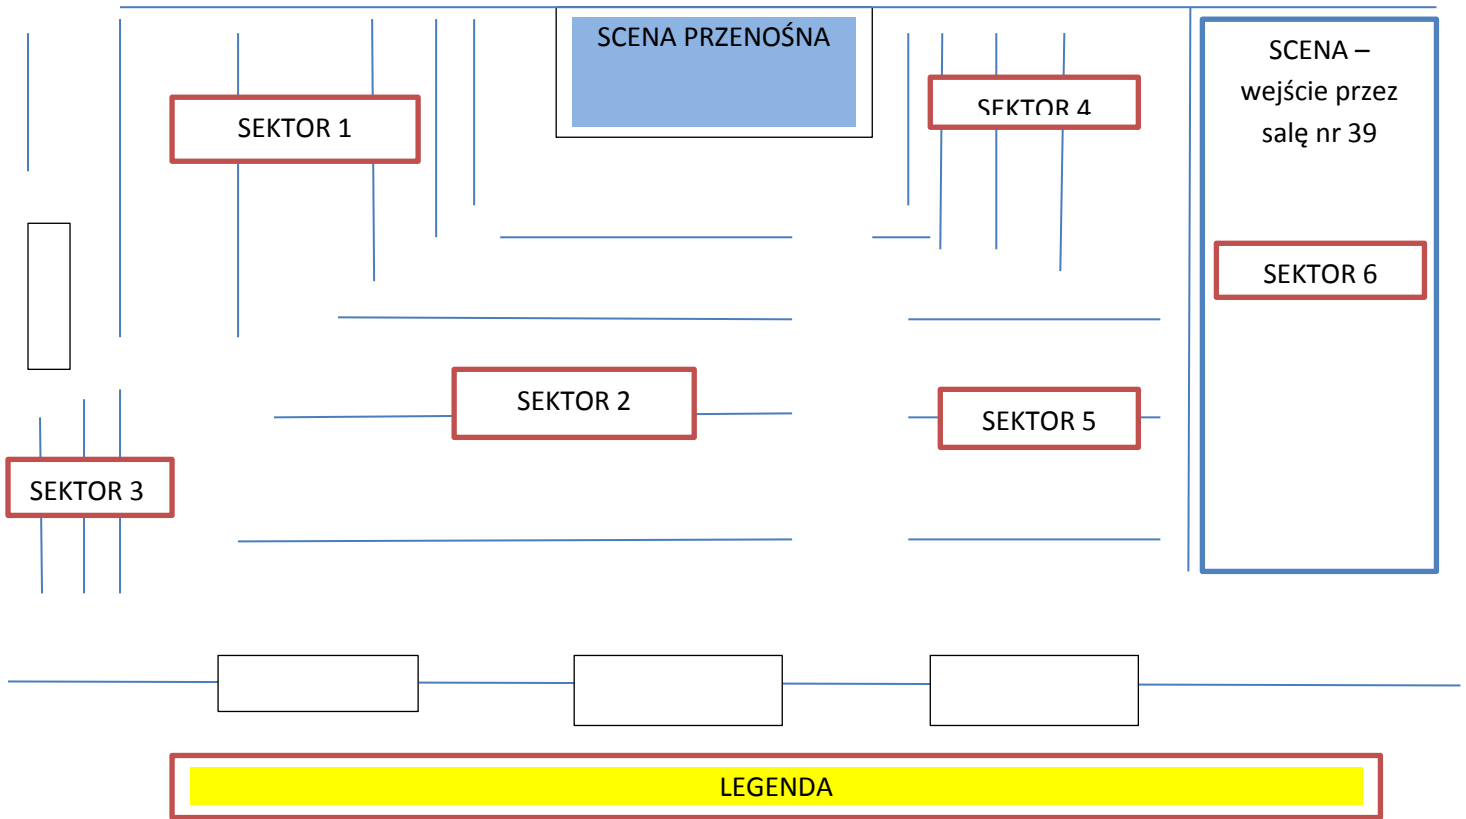 SCENA PRZENOŚNA
SEKTOR 1
SEKTOR 4
SCENA –
wejście przez
salę nr 39
SEKTOR 6
SEKTOR 2
SEKTOR 5
SEKTOR 3
LEGENDA